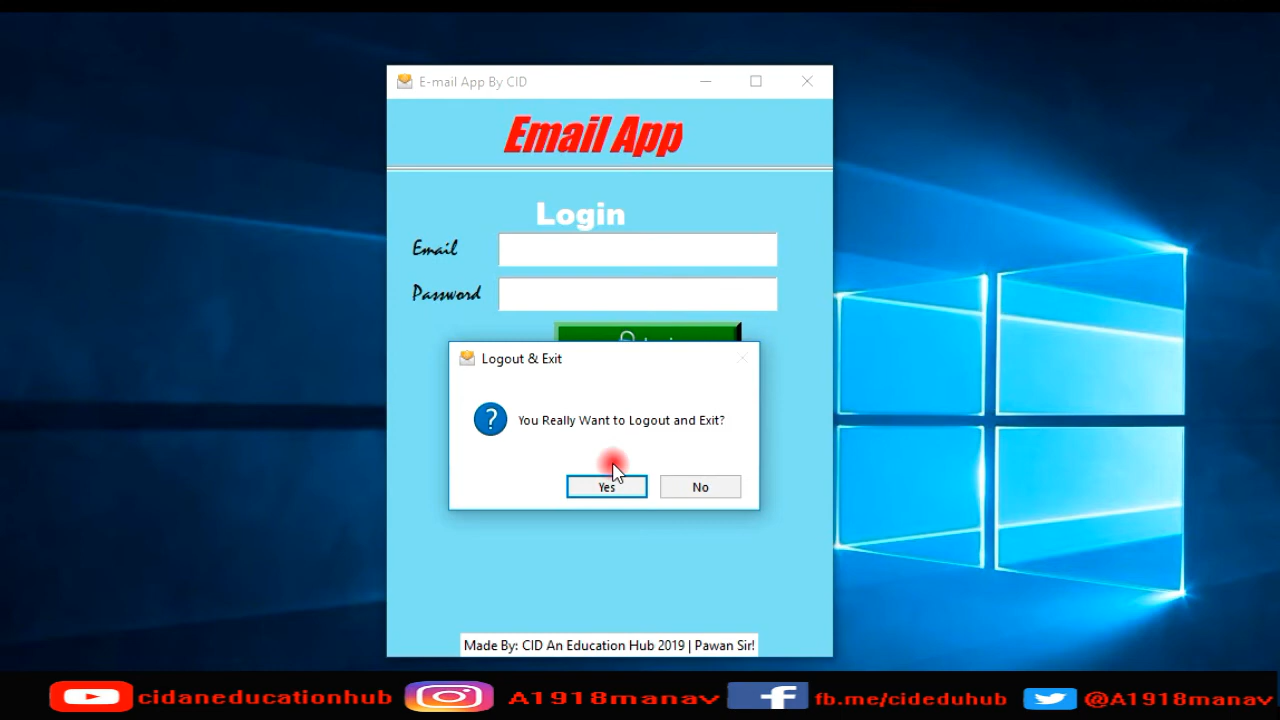 E-mail App By CID
Email App
Login
Email
Password
Logout & Exit
You Really Want to Logout and Exit?
Yes No
Made By: CID An Education Hub 2019 | Pawan Sir!
cidaneducationhub A1918manav fb.me/cideduhub @A1918manav